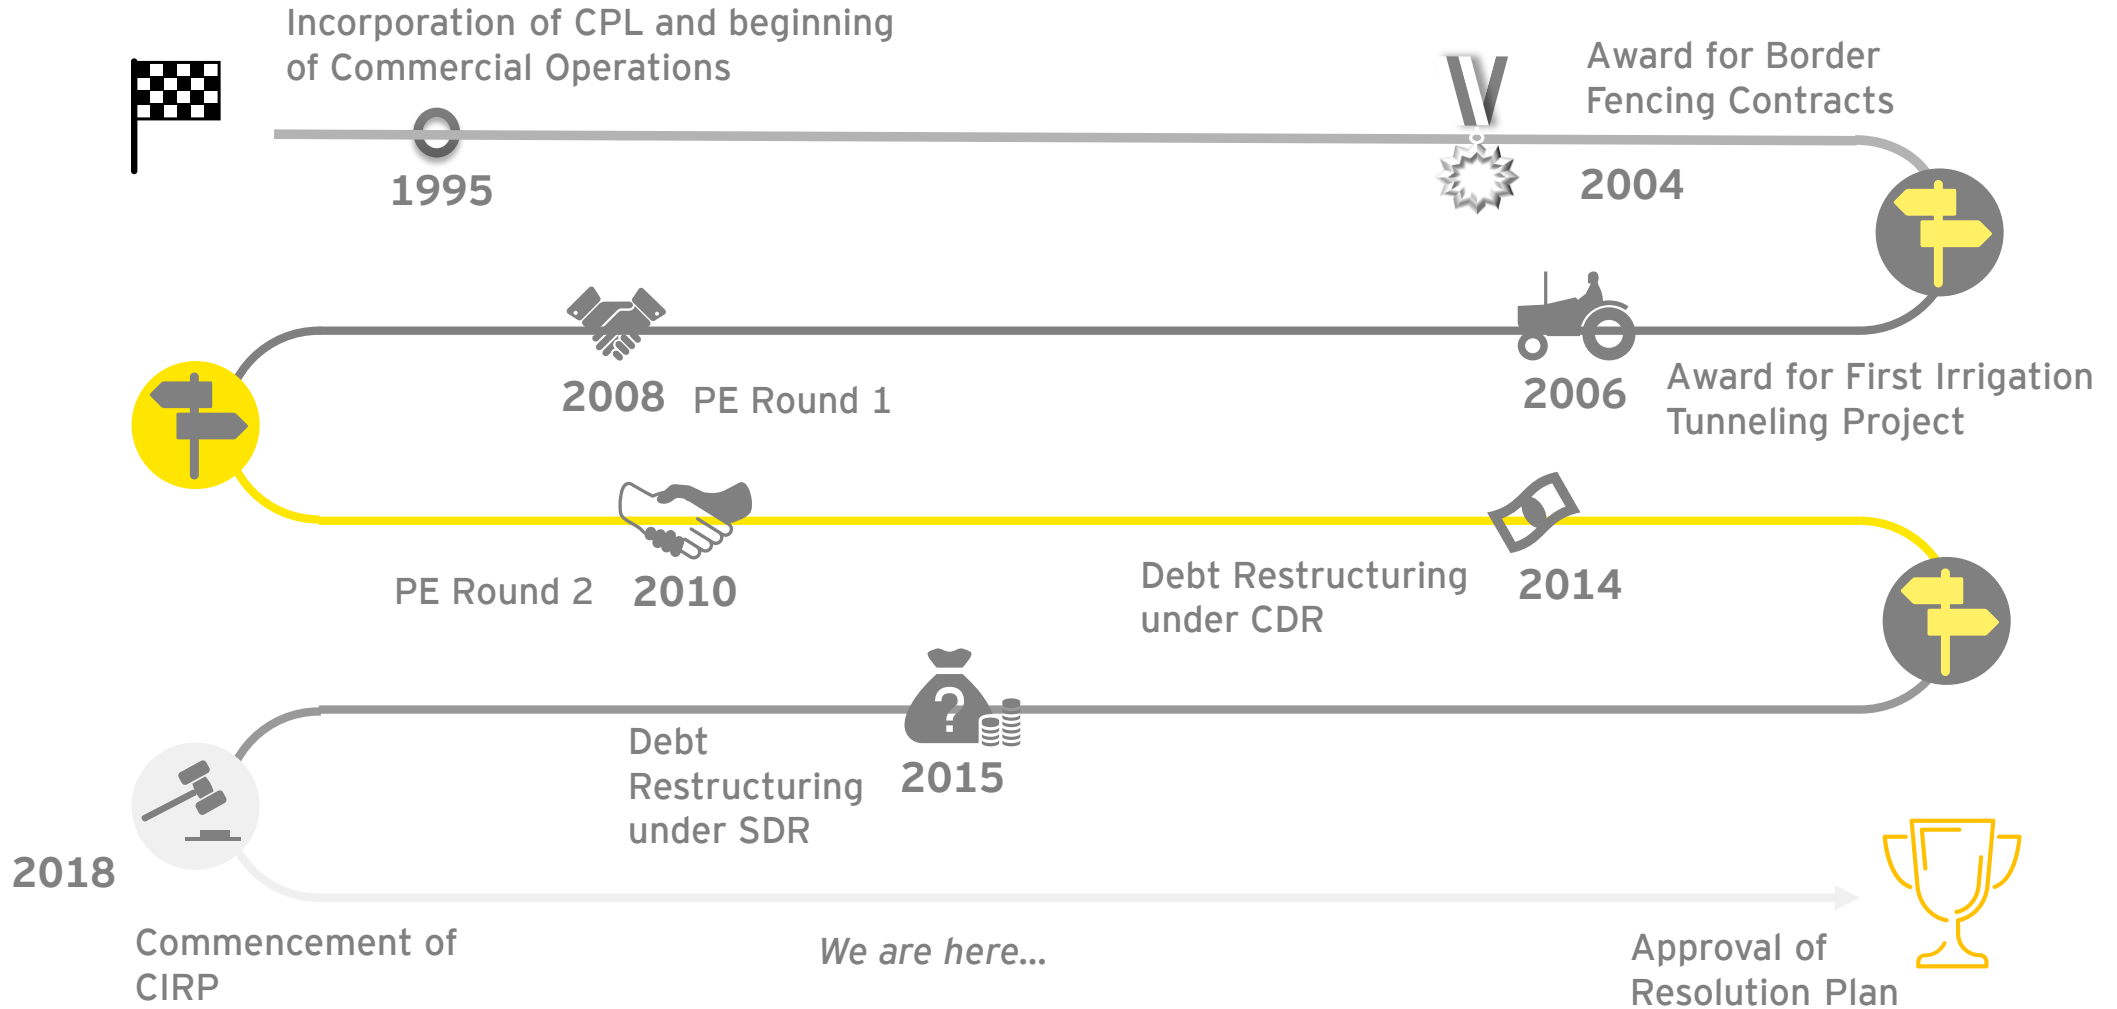 Incorporation of CPL and beginning
of Commercial Operations
1995
Award for Border
Fencing Contracts
2004
2008
PE Round 1
2006
Award for First Irrigation
Tunneling Project
PE Round 2
2010
Debt Restructuring
under CDR
2014
?
Debt
Restructuring
under SDR
2015
2018
Commencement of
CIRP
We are here...
Approval of
Resolution Plan